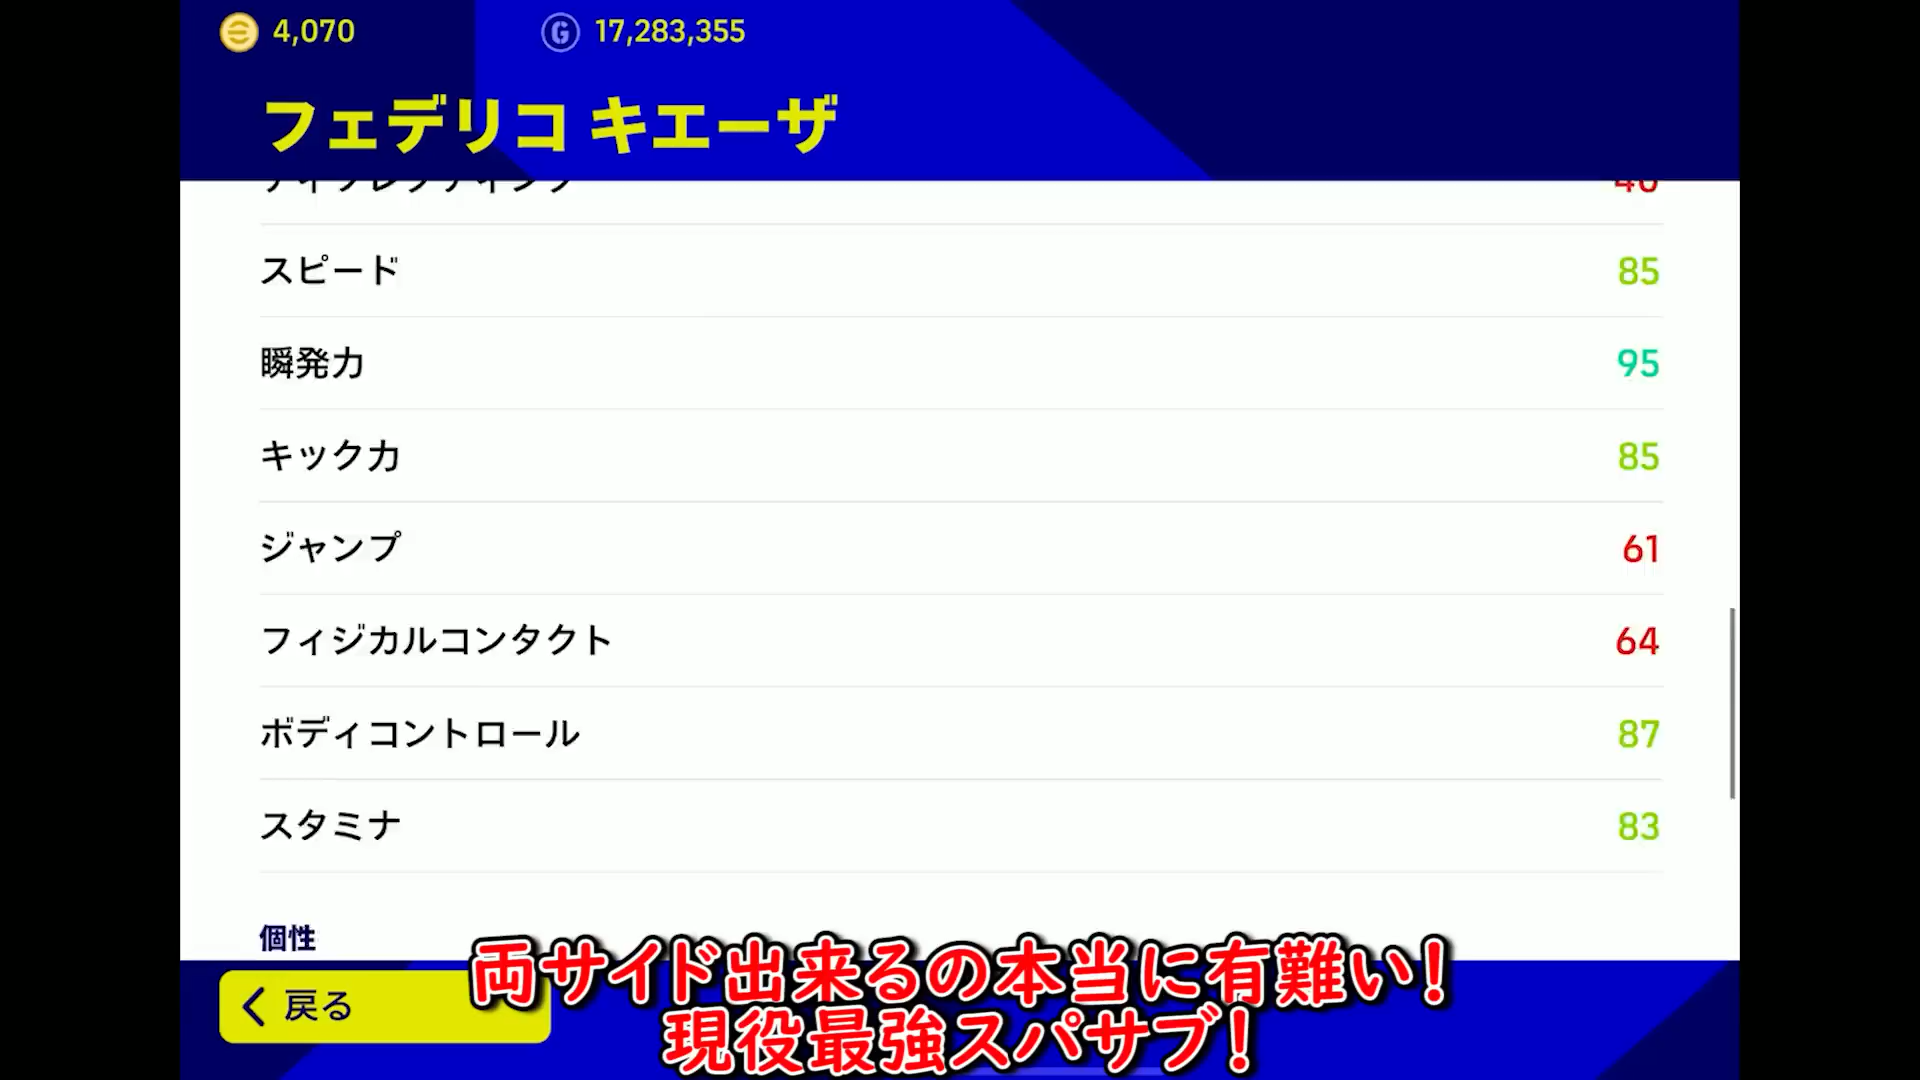 4,070
17,283,355
フェデリコ キエーザ
スピード 85
瞬発力 95
キック力 85
ジャンプ 61
フィジカルコンタクト 64
ボディコントロール 87
スタミナ 83
個性
両サイド出来るの本当に有難い!
戻る
現役最強スパサブ!